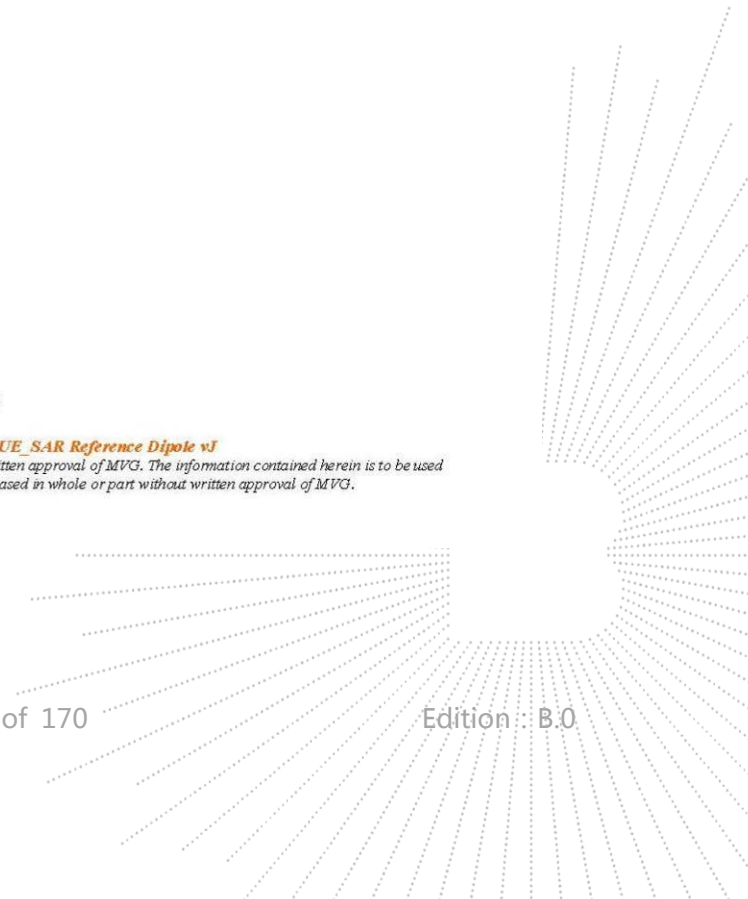 UE_SAR Reference Dipole vJ
tten approval of MVG. The information contained herein is to be used
ased in whole or part without written approval of MVG.
of 170
Edition : B.0